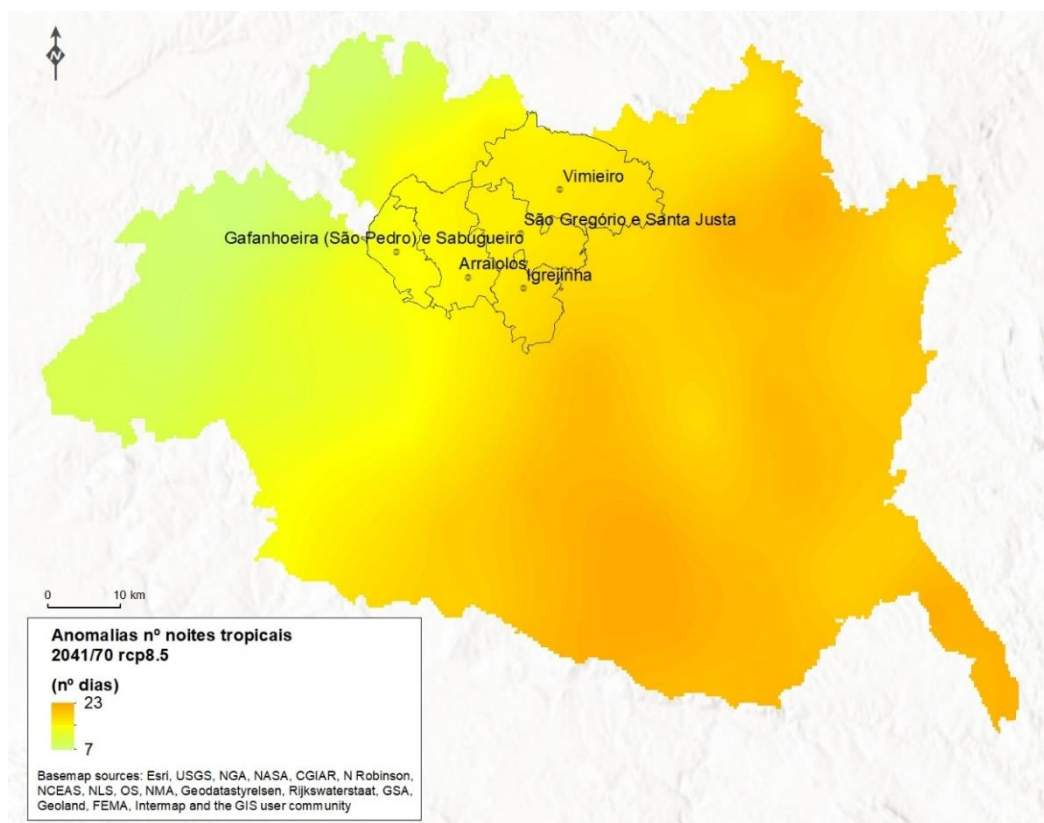 N
Vimieiro
São Gregório e Santa Justa
Gafanhoeira (São Pedro) e Sabugueiro
Arraiolos
Igrejinha
0 10 km
Anomalias nº noites tropicais
2041/70 rcp8.5
(nº dias)
23
7
Basemap sources: Esri, USGS, NGA, NASA, CGIAR, N Robinson,
NCEAS, NLS, OS, NMA, Geodatastyrelsen, Rijkswaterstaat, GSA,
Geoland, FEMA, Intermap and the GIS user community